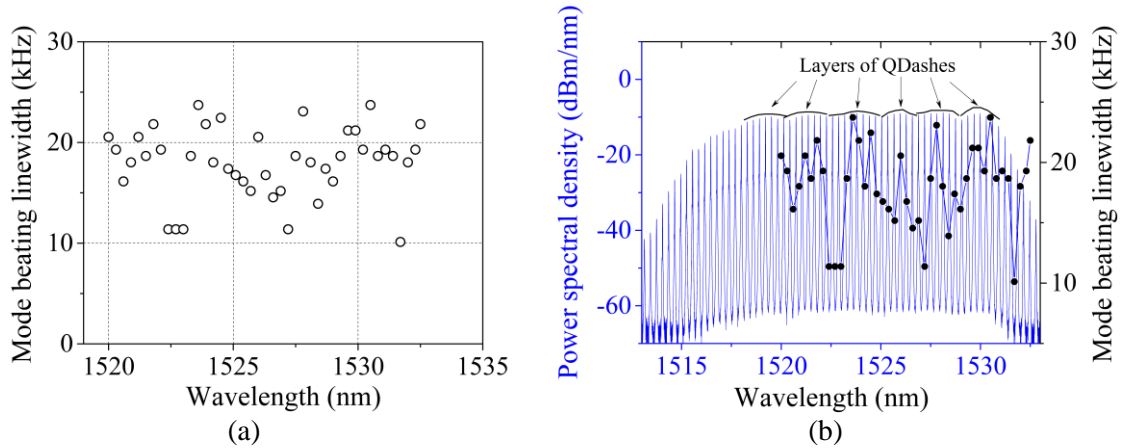 Mode beating linewidth (kHz)
30
20
10
0
1520
1525
1530
1535
Wavelength (nm)
(a)
Power spectral density (dBm/nm)
0
-20
-40
-60
Layers of QDashes
30
20
10
Mode beating linewidth (kHz)
1515
1520
1525
1530
Wavelength (nm)
(b)